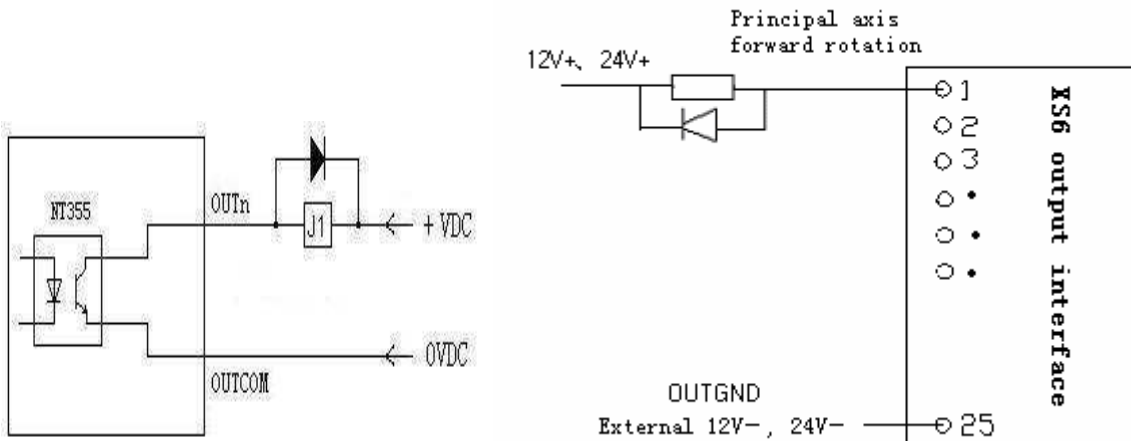 NT355
OUTn
J1
+VDC
0VDC
OUTCOM
Principal axis
forward rotation
12V+、24V+
1
2
3
XS6 output interface
OUTGND
External 12V-, 24V-
25